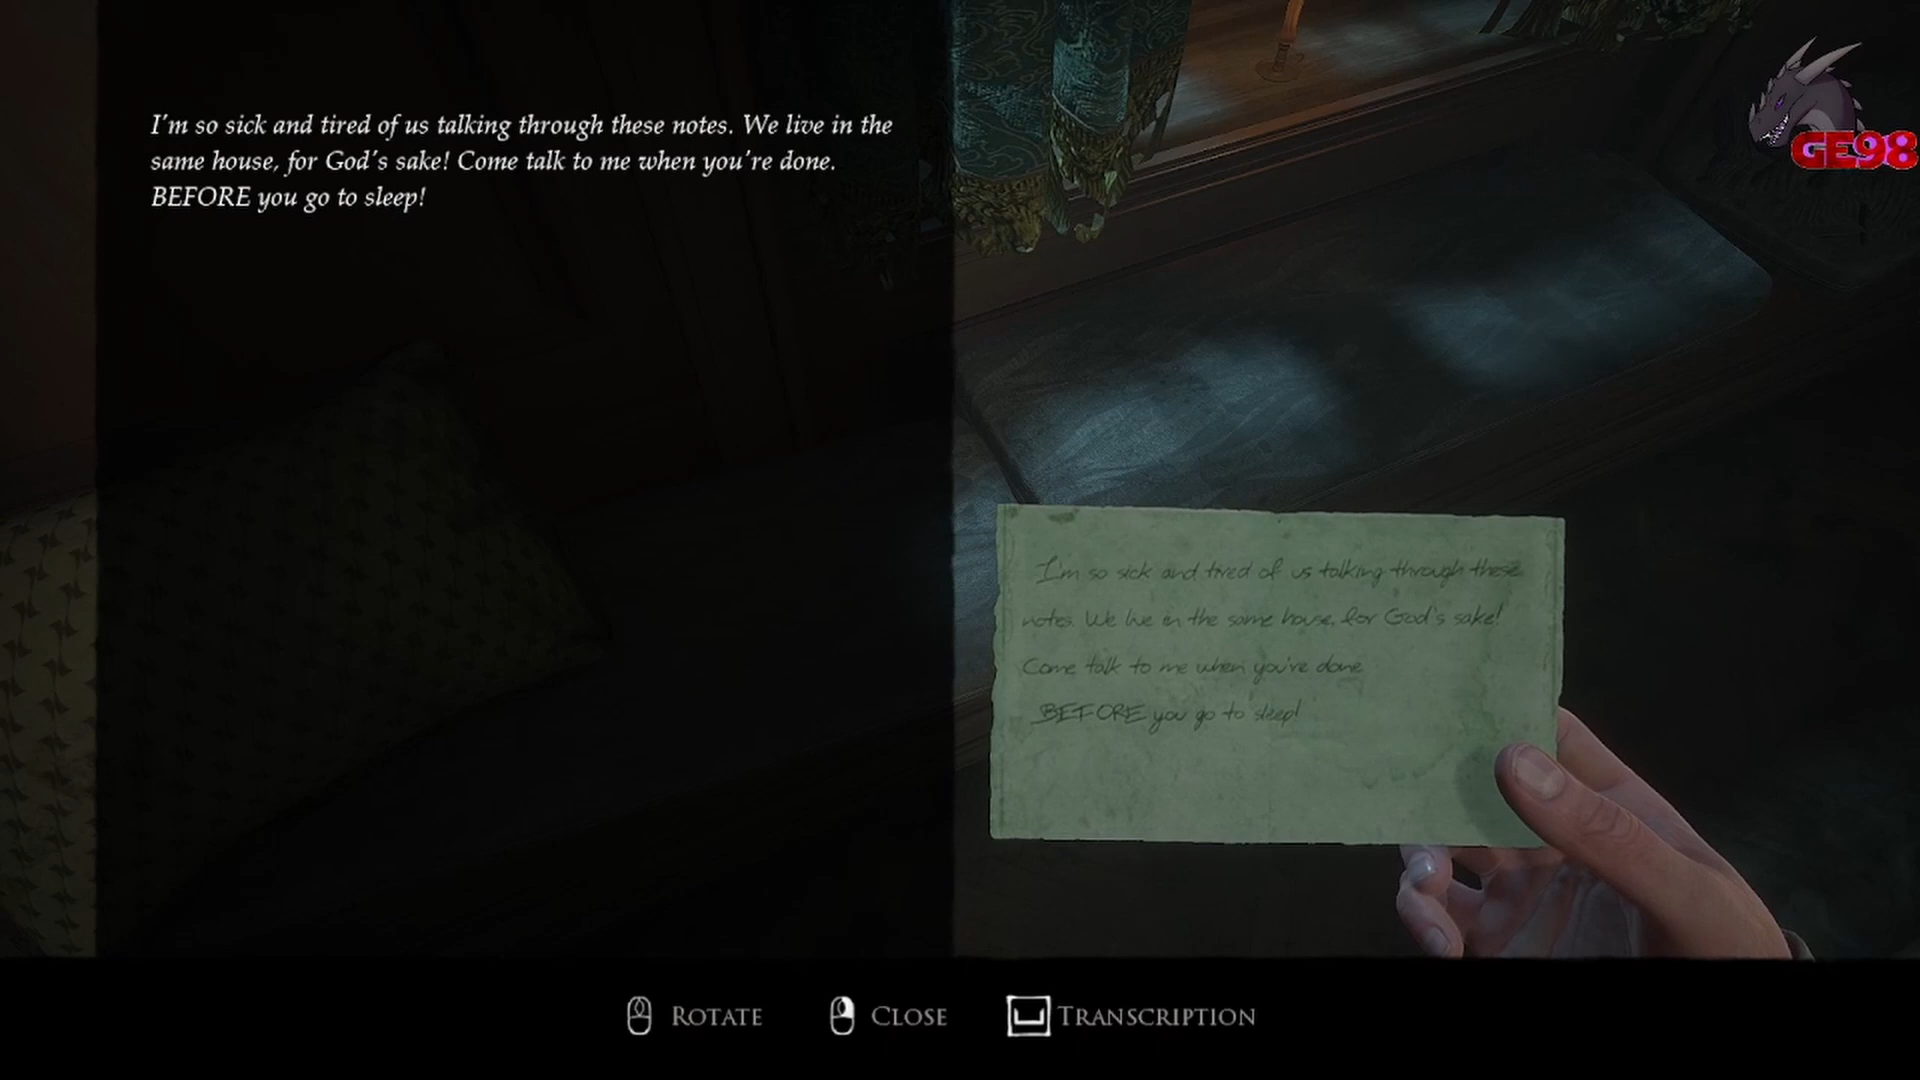 I'm so sick and tired of us talking through these notes. We live in the
same house, for God's sake! Come talk to me when you're done.
BEFORE you go to sleep!
GE98
I'm so sick and tired of us talking through these
notes. We live in the same house, for God's sake!
Come talk to me when you're done
BEFORE you go to sleep!
ROTATE
CLOSE
TRANSCRIPTION